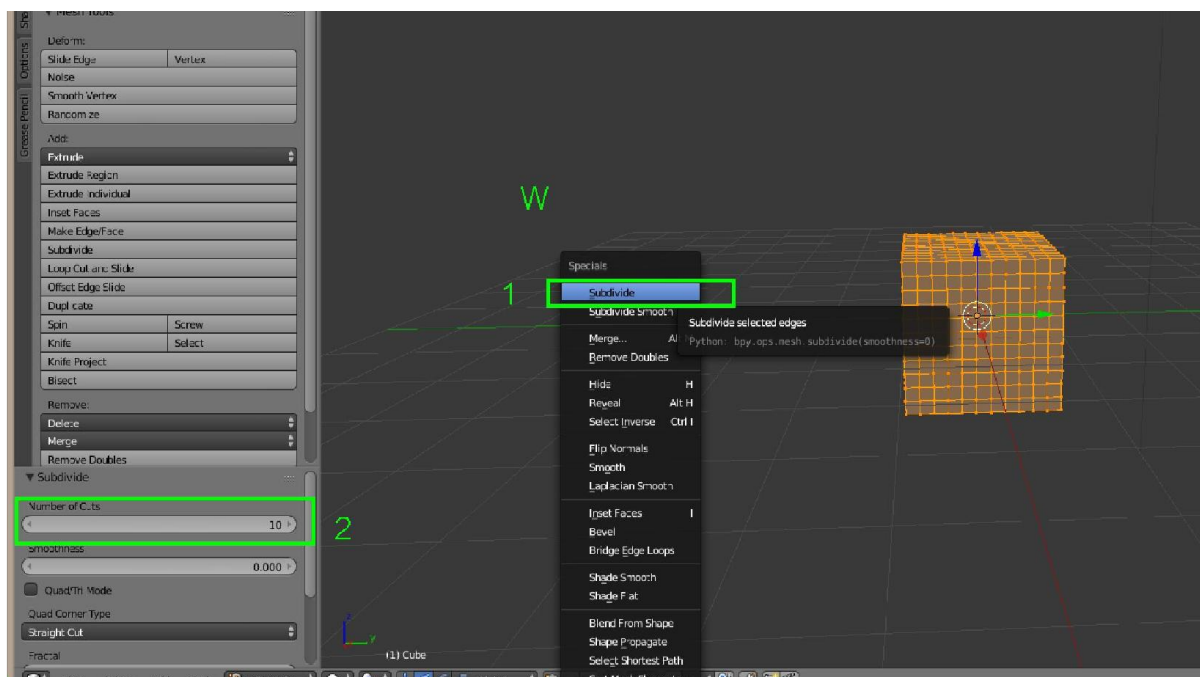 Mesh Tools
Options
Grease Pencil
Deform:
Slide Edge Vertex
Noise
Smooth Vertex
Randomize
Add:
Extrude
Extrude Region
Extrude Individual
Inset Faces
Make Edge/Face
Subdivide
Loop Cut and Slide
Offset Edge Slide
Duplicate
Spin Screw
Knife Select
Knife Project
Bisect
Remove:
Delete
Merge
Remove Doubles
Subdivide
Number of Cuts
10
2
Smoothness
0.000
Quad/Tri Mode
Quad Corner Type
Straight Cut
Fractal
W
Specials
1
Subdivide
Subdivide Smooth
Merge...
Remove Doubles
Hide H
Reveal Alt H
Select Inverse Ctrl I
Flip Normals
Smooth
Laplacian Smooth
Inset Faces I
Bevel
Bridge Edge Loops
Shade Smooth
Shade Flat
Blend From Shape
Shape Propagate
Select Shortest Path
Subdivide selected edges
Python: bpy.ops.mesh.subdivide(smoothness=0)
z
y
(1) Cube